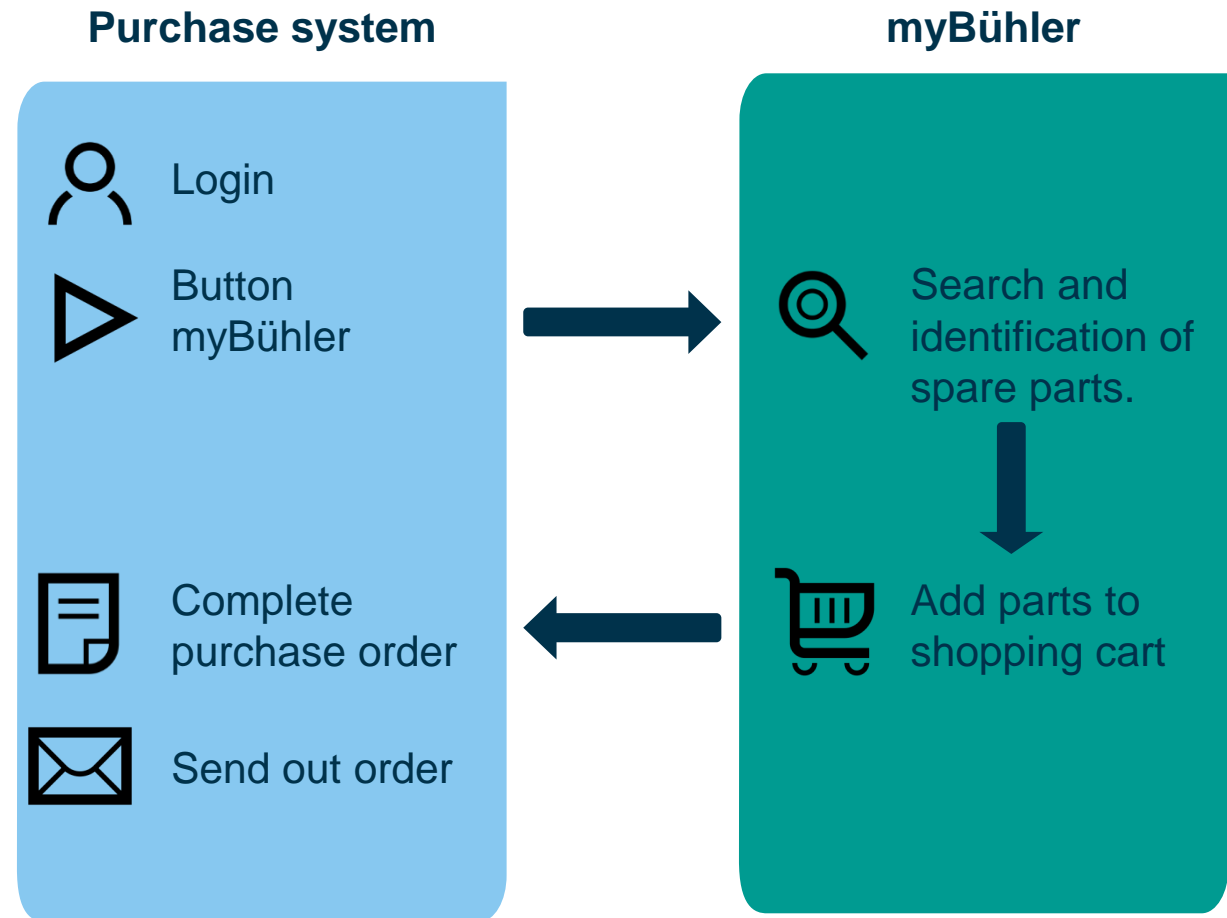 Purchase system
myBühler
Login
Button
myBühler
Search and
identification of
spare parts.
Complete
purchase order
Add parts to
shopping cart
Send out order